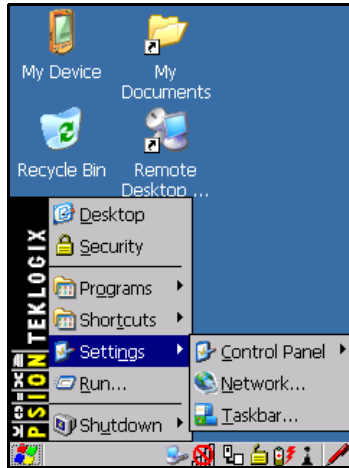 My Device
My
Documents
Recycle Bin
Remote
Desktop ...
Desktop
Security
Programs
Shortcuts
Settings
Run...
Shutdown
Control Panel
Network...
Taskbar...
PSION TEKLOGIX